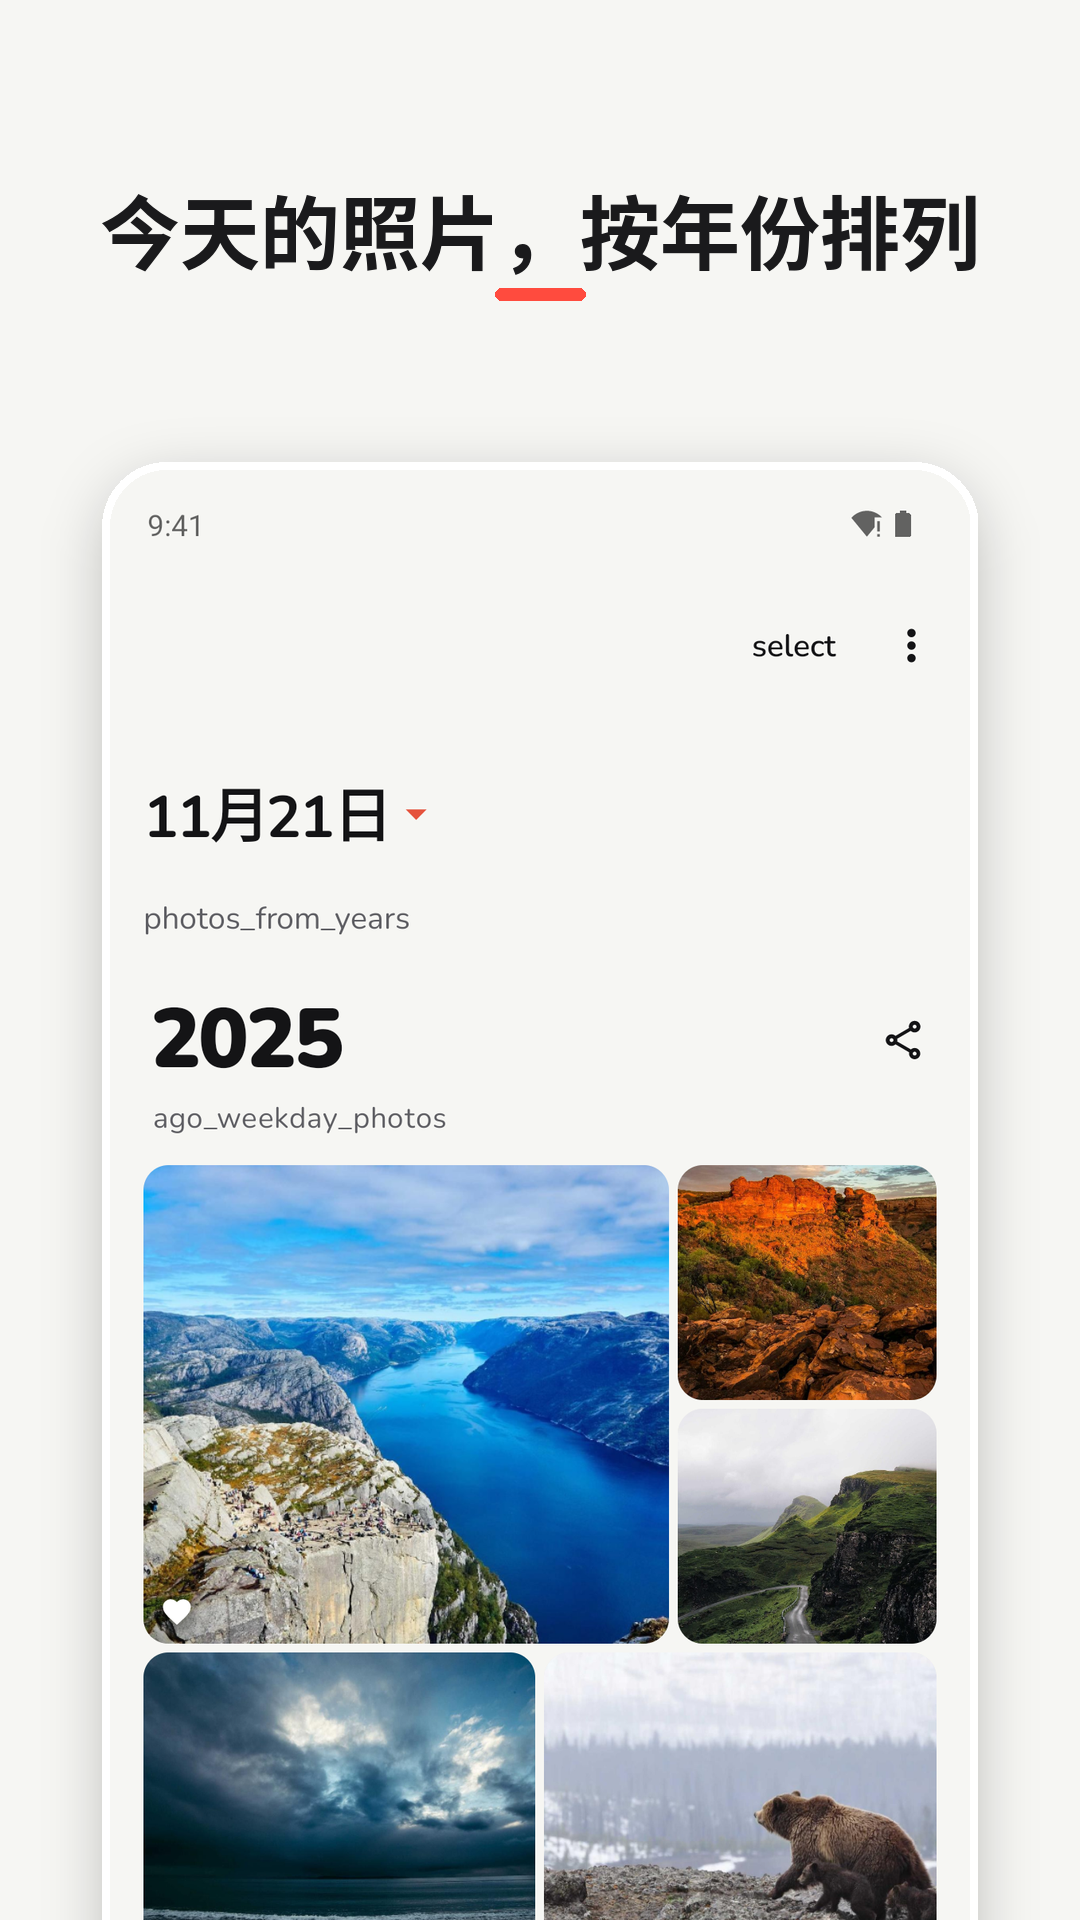 今天的照片，按年份排列
9:41
select
11月21日
photos_from_years
2025
ago_weekday_photos